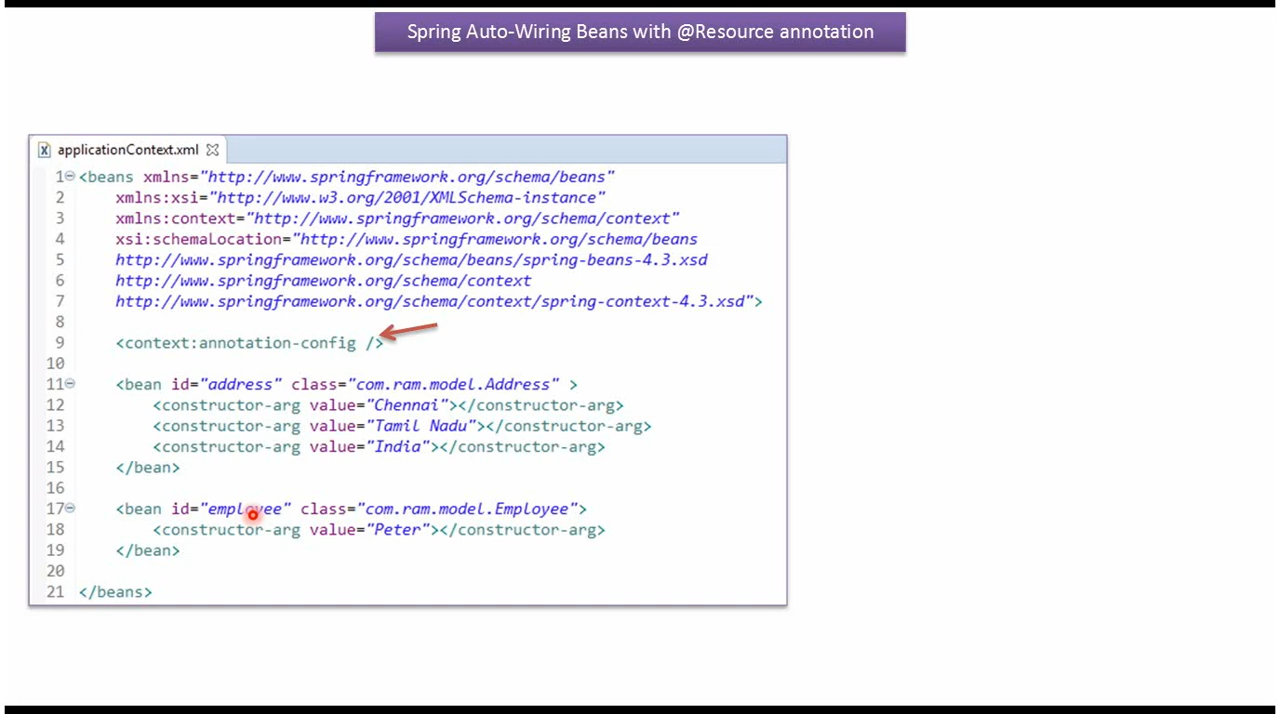 Spring Auto-Wiring Beans with @Resource annotation
applicationContext.xml
1 <beans xmlns="http://www.springframework.org/schema/beans"
2 xmlns:xsi="http://www.w3.org/2001/XMLSchema-instance"
3 xmlns:context="http://www.springframework.org/schema/context"
4 xsi:schemaLocation="http://www.springframework.org/schema/beans
5 http://www.springframework.org/schema/beans/spring-beans-4.3.xsd
6 http://www.springframework.org/schema/context
7 http://www.springframework.org/schema/context/spring-context-4.3.xsd">
8
9 <context:annotation-config />
10
11 <bean id="address" class="com.ram.model.Address" >
12 <constructor-arg value="Chennai"></constructor-arg>
13 <constructor-arg value="Tamil Nadu"></constructor-arg>
14 <constructor-arg value="India"></constructor-arg>
15 </bean>
16
17 <bean id="employee" class="com.ram.model.Employee">
18 <constructor-arg value="Peter"></constructor-arg>
19 </bean>
20
21 </beans>